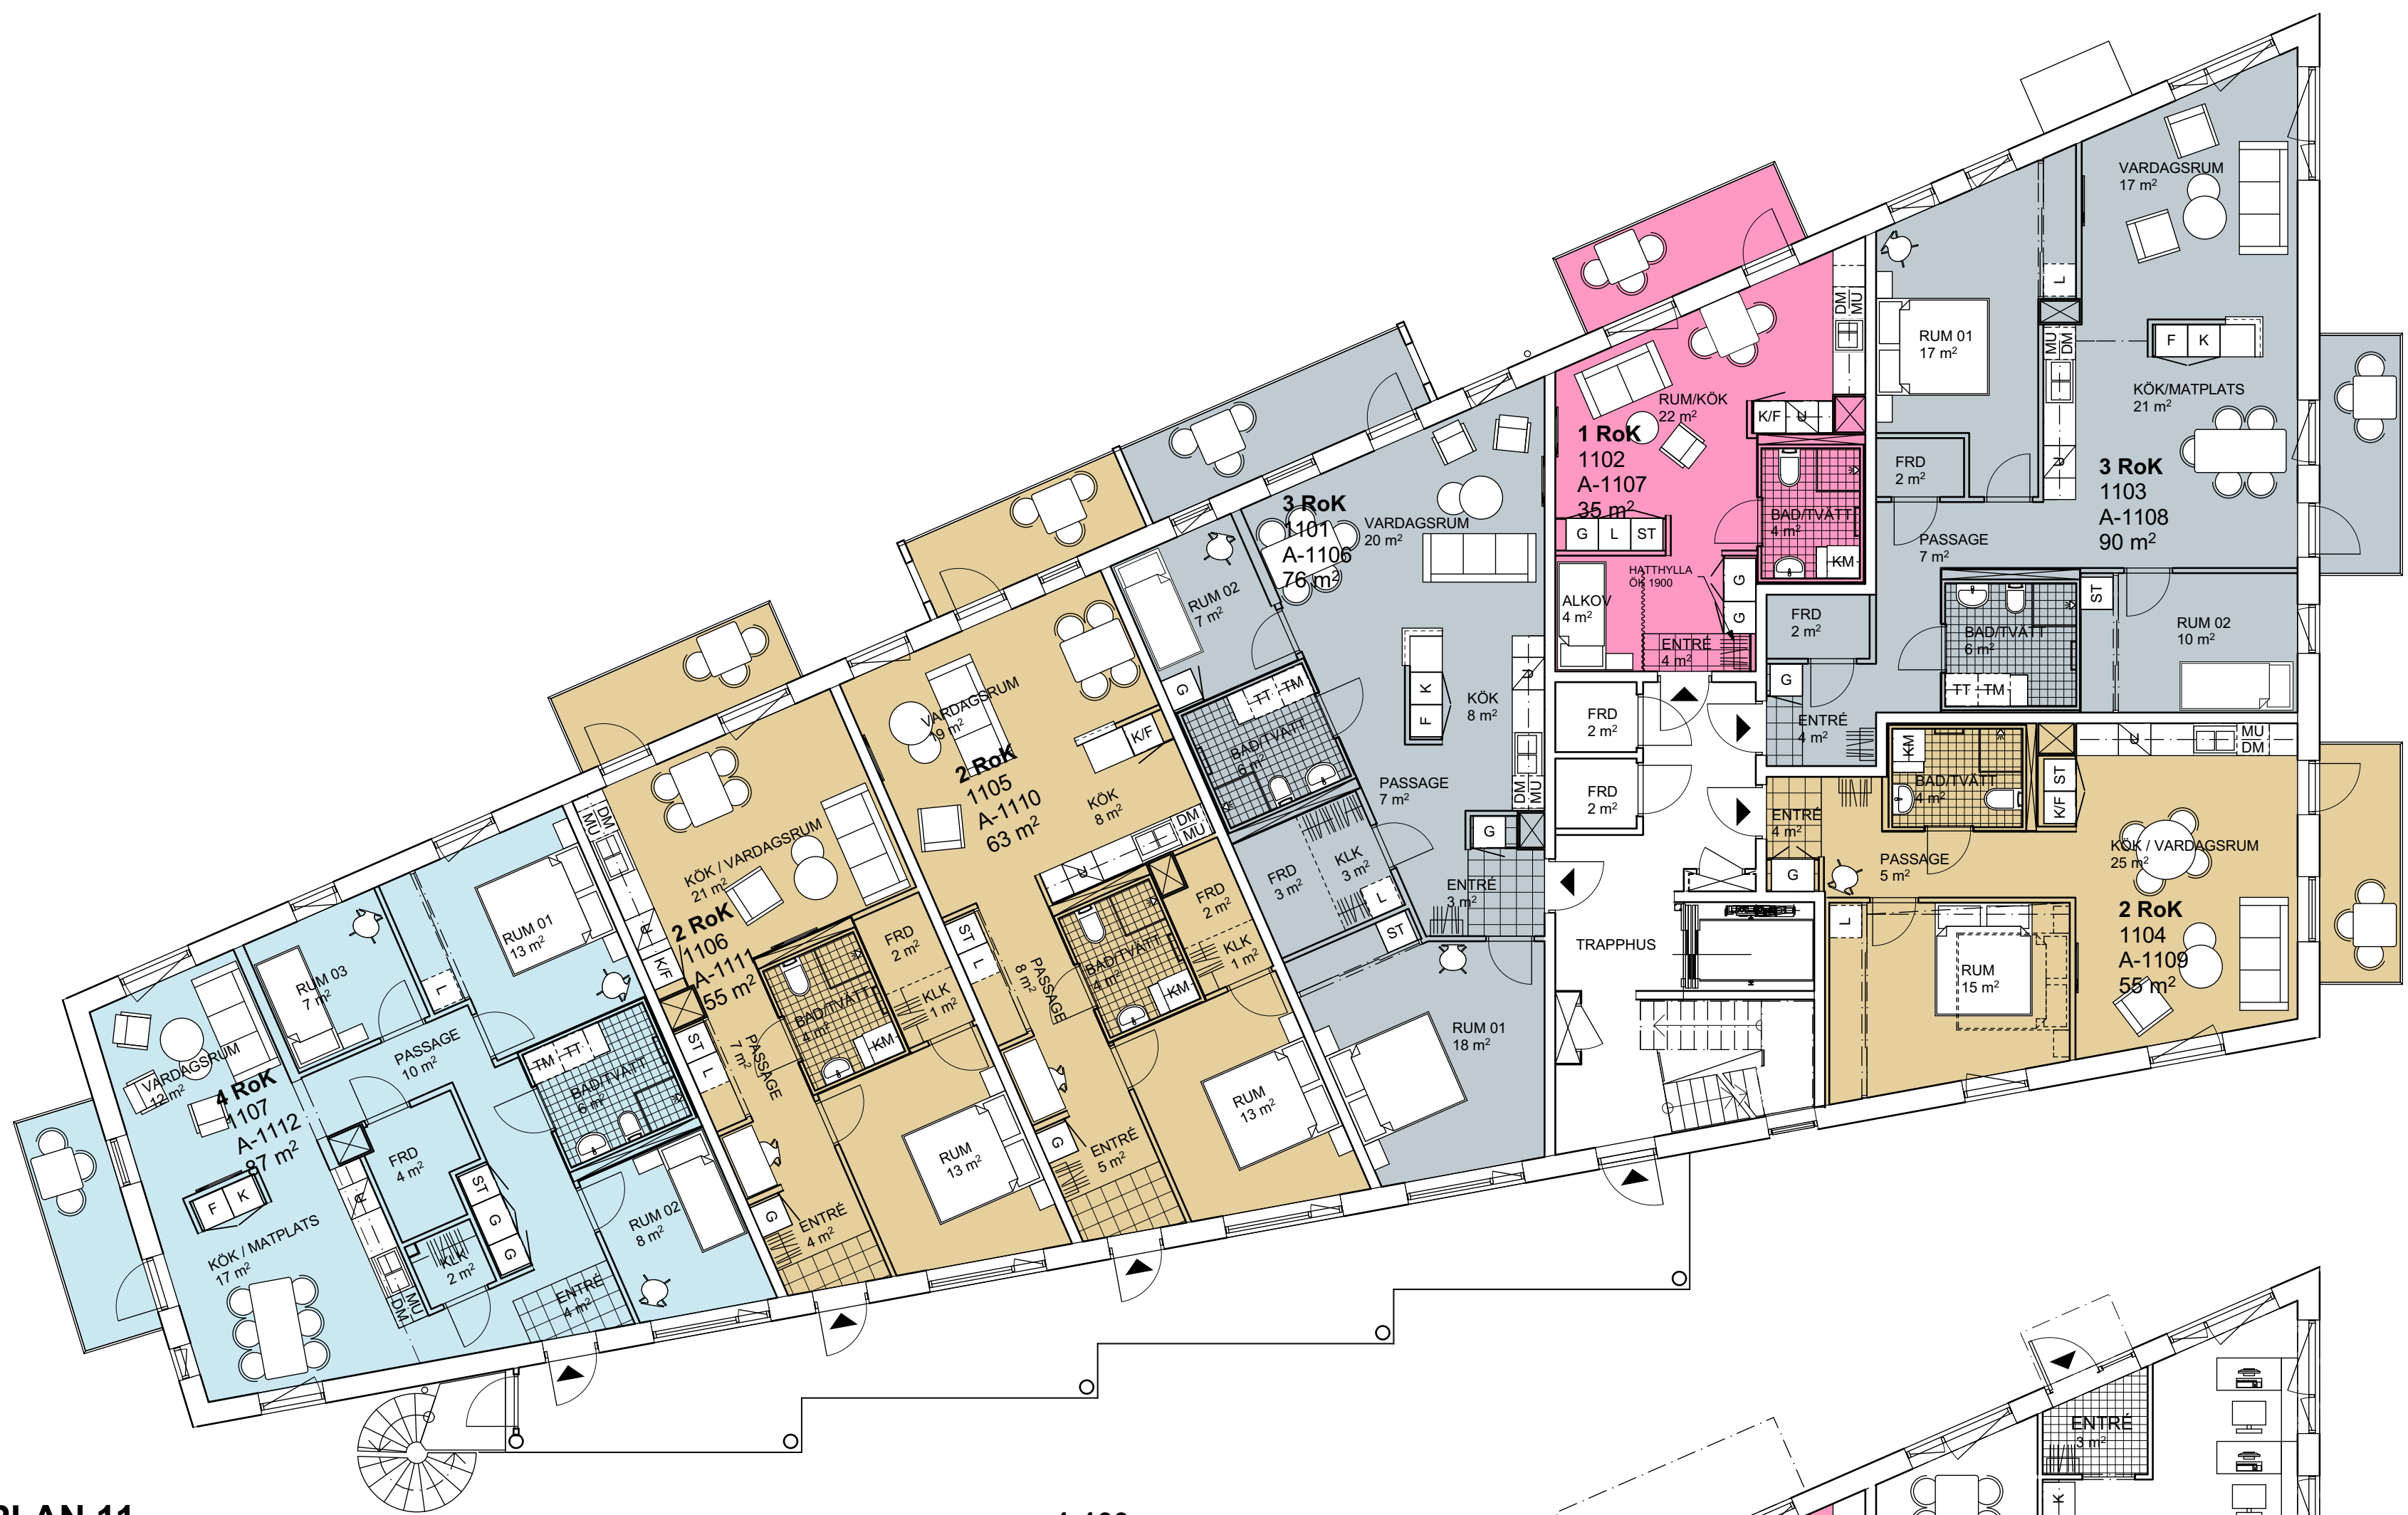 VARDAGSRUM
12 m²
4 RoK
1107
A-1112
87 m²
F
K
KÖK / MATPLATS
17 m²
RUM 03
7 m²
L
RUM 01
13 m²
PASSAGE
10 m²
TM
TT
BAD/TVÄTT
6 m²
FRD
4 m²
ST
G
G
KLK
2 m²
U
MU
DM
RUM 02
8 m²
ENTRÉ
4 m²
DM
MU
U
K/F
KÖK / VARDAGSRUM
21 m²
2 RoK
1106
A-1111
55 m²
ST
L
PASSAGE
7 m²
BAD/TVÄTT
4 m²
KM
FRD
2 m²
KLK
1 m²
G
ENTRÉ
4 m²
RUM
13 m²
VARDAGSRUM
19 m²
2 RoK
1105
A-1110
63 m²
K/F
KÖK
8 m²
DM
MU
U
ST
L
PASSAGE
8 m²
BAD/TVÄTT
4 m²
KM
FRD
2 m²
KLK
1 m²
G
ENTRÉ
5 m²
RUM
13 m²
3 RoK
1101
A-1106
76 m²
VARDAGSRUM
20 m²
RUM 02
7 m²
G
TT
TM
BAD/TVÄTT
6 m²
K
F
KÖK
8 m²
U
DM
MU
PASSAGE
7 m²
G
FRD
3 m²
KLK
3 m²
L
ST
ENTRÉ
3 m²
RUM 01
18 m²
RUM/KÖK
22 m²
1 RoK
1102
A-1107
35 m²
DM
MU
K/F
U
G
L
ST
BAD/TVÄTT
4 m²
KM
HATTHYLLA
ÖK 1900
G
G
ALKOV
4 m²
ENTRÉ
4 m²
FRD
2 m²
FRD
2 m²
TRAPPHUS
VARDAGSRUM
17 m²
L
RUM 01
17 m²
MU
DM
F
K
KÖK/MATPLATS
21 m²
U
3 RoK
1103
A-1108
90 m²
FRD
2 m²
PASSAGE
7 m²
FRD
2 m²
BAD/TVÄTT
6 m²
TT
TM
ST
RUM 02
10 m²
G
ENTRÉ
4 m²
KM
BAD/TVÄTT
4 m²
U
MU
DM
ST
K/F
ENTRÉ
4 m²
G
PASSAGE
5 m²
KÖK / VARDAGSRUM
25 m²
2 RoK
1104
A-1109
55 m²
L
RUM
15 m²
ENTRÉ
3 m²
K
PLAN 11